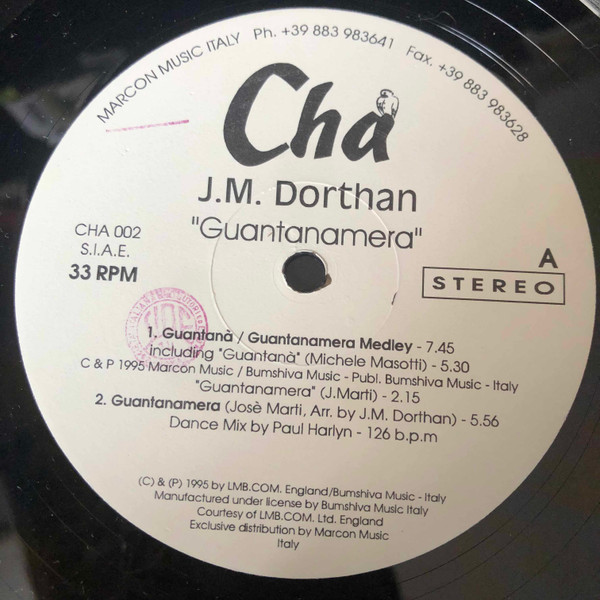 MARCON MUSIC ITALY Ph. +39 883 983641 Fax. +39 883 983628
Cha
J.M. Dorthan
"Guantanamera"
CHA 002
S.I.A.E.
33 RPM
A
STEREO
1. Guantanà / Guantanamera Medley - 7.45
including "Guantanà" (Michele Masotti) - 5.30
C & P 1995 Marcon Music / Bumshiva Music - Publ. Bumshiva Music - Italy
"Guantanamera" (J.Marti) - 2.15
2. Guantanamera (Josè Marti, Arr. by J.M. Dorthan) - 5.56
Dance Mix by Paul Harlyn - 126 b.p.m
(C) & (P) 1995 by LMB.COM. England/Bumshiva Music - Italy
Manufactured under license by Bumshiva Music Italy
Courtesy of LMB.COM. Ltd. England
Exclusive distribution by Marcon Music
Italy